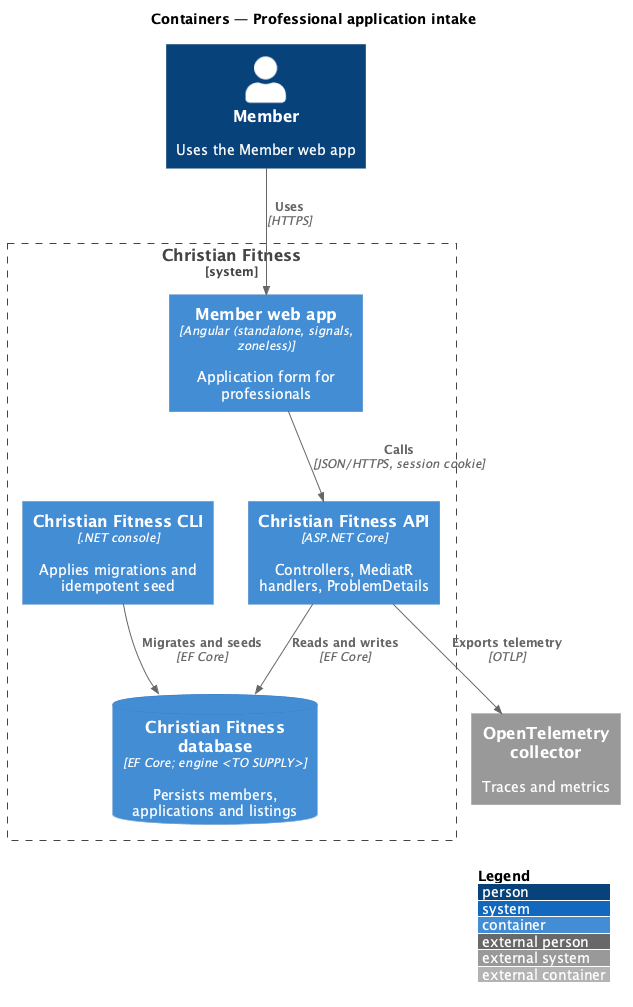 Containers — Professional application intake
Member
Uses the Member web app
Uses
[HTTPS]
Christian Fitness
[system]
Member web app
[Angular (standalone, signals,
zoneless)]
Application form for
professionals
Calls
[JSON/HTTPS, session cookie]
Christian Fitness CLI
[.NET console]
Applies migrations and
idempotent seed
Christian Fitness API
[ASP.NET Core]
Controllers, MediatR
handlers, ProblemDetails
Migrates and seeds
[EF Core]
Reads and writes
[EF Core]
Exports telemetry
[OTLP]
Christian Fitness
database
[EF Core; engine <TO SUPPLY>]
Persists members,
applications and listings
OpenTelemetry
collector
Traces and metrics
Legend
person
system
container
external person
external system
external container